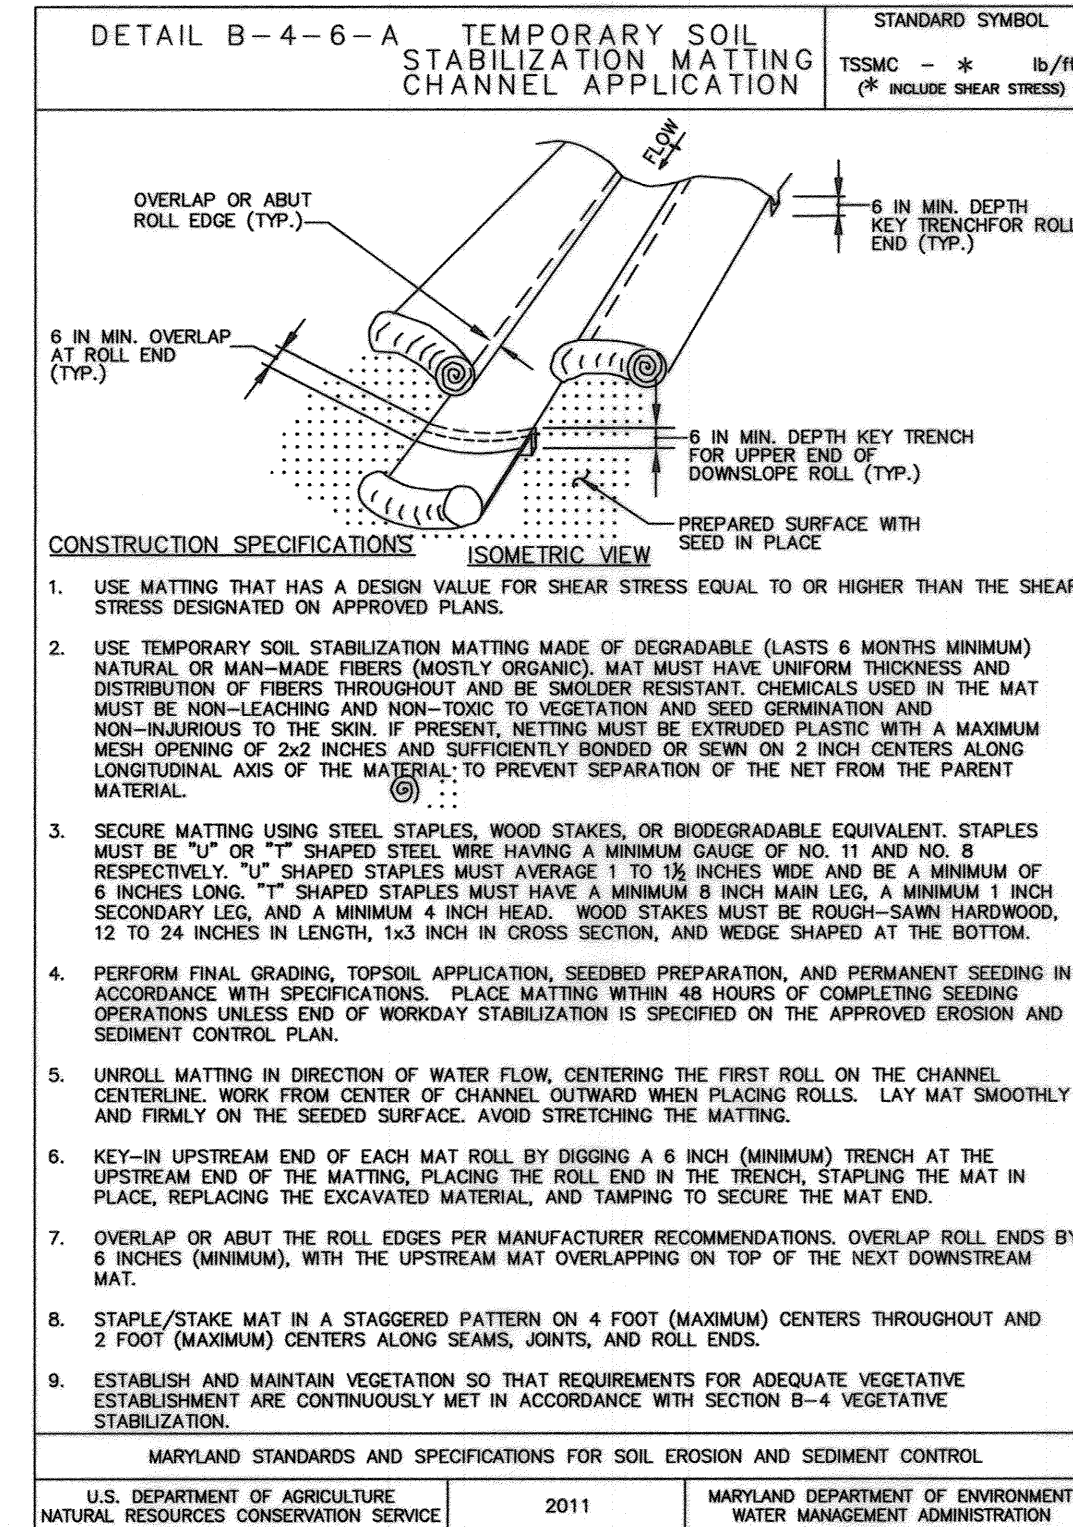 DETAIL B-4-6-A TEMPORARY SOIL
STABILIZATION MATTING
CHANNEL APPLICATION
STANDARD SYMBOL
TSSMC - * lb/ft
(* INCLUDE SHEAR STRESS)
FLOW
OVERLAP OR ABUT
ROLL EDGE (TYP.)
6 IN MIN. DEPTH
KEY TRENCHFOR ROLL
END (TYP.)
6 IN MIN. OVERLAP
AT ROLL END
(TYP.)
6 IN MIN. DEPTH KEY TRENCH
FOR UPPER END OF
DOWNSLOPE ROLL (TYP.)
PREPARED SURFACE WITH
SEED IN PLACE
CONSTRUCTION SPECIFICATIONS
ISOMETRIC VIEW
1. USE MATTING THAT HAS A DESIGN VALUE FOR SHEAR STRESS EQUAL TO OR HIGHER THAN THE SHEAR
STRESS DESIGNATED ON APPROVED PLANS.
2. USE TEMPORARY SOIL STABILIZATION MATTING MADE OF DEGRADABLE (LASTS 6 MONTHS MINIMUM)
NATURAL OR MAN-MADE FIBERS (MOSTLY ORGANIC). MAT MUST HAVE UNIFORM THICKNESS AND
DISTRIBUTION OF FIBERS THROUGHOUT AND BE SMOLDER RESISTANT. CHEMICALS USED IN THE MAT
MUST BE NON-LEACHING AND NON-TOXIC TO VEGETATION AND SEED GERMINATION AND
NON-INJURIOUS TO THE SKIN. IF PRESENT, NETTING MUST BE EXTRUDED PLASTIC WITH A MAXIMUM
MESH OPENING OF 2x2 INCHES AND SUFFICIENTLY BONDED OR SEWN ON 2 INCH CENTERS ALONG
LONGITUDINAL AXIS OF THE MATERIAL TO PREVENT SEPARATION OF THE NET FROM THE PARENT
MATERIAL.
3. SECURE MATTING USING STEEL STAPLES, WOOD STAKES, OR BIODEGRADABLE EQUIVALENT. STAPLES
MUST BE "U" OR "T" SHAPED STEEL WIRE HAVING A MINIMUM GAUGE OF NO. 11 AND NO. 8
RESPECTIVELY. "U" SHAPED STAPLES MUST AVERAGE 1 TO 1½ INCHES WIDE AND BE A MINIMUM OF
6 INCHES LONG. "T" SHAPED STAPLES MUST HAVE A MINIMUM 8 INCH MAIN LEG, A MINIMUM 1 INCH
SECONDARY LEG, AND A MINIMUM 4 INCH HEAD. WOOD STAKES MUST BE ROUGH-SAWN HARDWOOD,
12 TO 24 INCHES IN LENGTH, 1x3 INCH IN CROSS SECTION, AND WEDGE SHAPED AT THE BOTTOM.
4. PERFORM FINAL GRADING, TOPSOIL APPLICATION, SEEDBED PREPARATION, AND PERMANENT SEEDING IN
ACCORDANCE WITH SPECIFICATIONS. PLACE MATTING WITHIN 48 HOURS OF COMPLETING SEEDING
OPERATIONS UNLESS END OF WORKDAY STABILIZATION IS SPECIFIED ON THE APPROVED EROSION AND
SEDIMENT CONTROL PLAN.
5. UNROLL MATTING IN DIRECTION OF WATER FLOW, CENTERING THE FIRST ROLL ON THE CHANNEL
CENTERLINE. WORK FROM CENTER OF CHANNEL OUTWARD WHEN PLACING ROLLS. LAY MAT SMOOTHLY
AND FIRMLY ON THE SEEDED SURFACE. AVOID STRETCHING THE MATTING.
6. KEY-IN UPSTREAM END OF EACH MAT ROLL BY DIGGING A 6 INCH (MINIMUM) TRENCH AT THE
UPSTREAM END OF THE MATTING, PLACING THE ROLL END IN THE TRENCH, STAPLING THE MAT IN
PLACE, REPLACING THE EXCAVATED MATERIAL, AND TAMPING TO SECURE THE MAT END.
7. OVERLAP OR ABUT THE ROLL EDGES PER MANUFACTURER RECOMMENDATIONS. OVERLAP ROLL ENDS BY
6 INCHES (MINIMUM), WITH THE UPSTREAM MAT OVERLAPPING ON TOP OF THE NEXT DOWNSTREAM
MAT.
8. STAPLE/STAKE MAT IN A STAGGERED PATTERN ON 4 FOOT (MAXIMUM) CENTERS THROUGHOUT AND
2 FOOT (MAXIMUM) CENTERS ALONG SEAMS, JOINTS, AND ROLL ENDS.
9. ESTABLISH AND MAINTAIN VEGETATION SO THAT REQUIREMENTS FOR ADEQUATE VEGETATIVE
ESTABLISHMENT ARE CONTINUOUSLY MET IN ACCORDANCE WITH SECTION B-4 VEGETATIVE
STABILIZATION.
MARYLAND STANDARDS AND SPECIFICATIONS FOR SOIL EROSION AND SEDIMENT CONTROL
U.S. DEPARTMENT OF AGRICULTURE
NATURAL RESOURCES CONSERVATION SERVICE
2011
MARYLAND DEPARTMENT OF ENVIRONMENT
WATER MANAGEMENT ADMINISTRATION